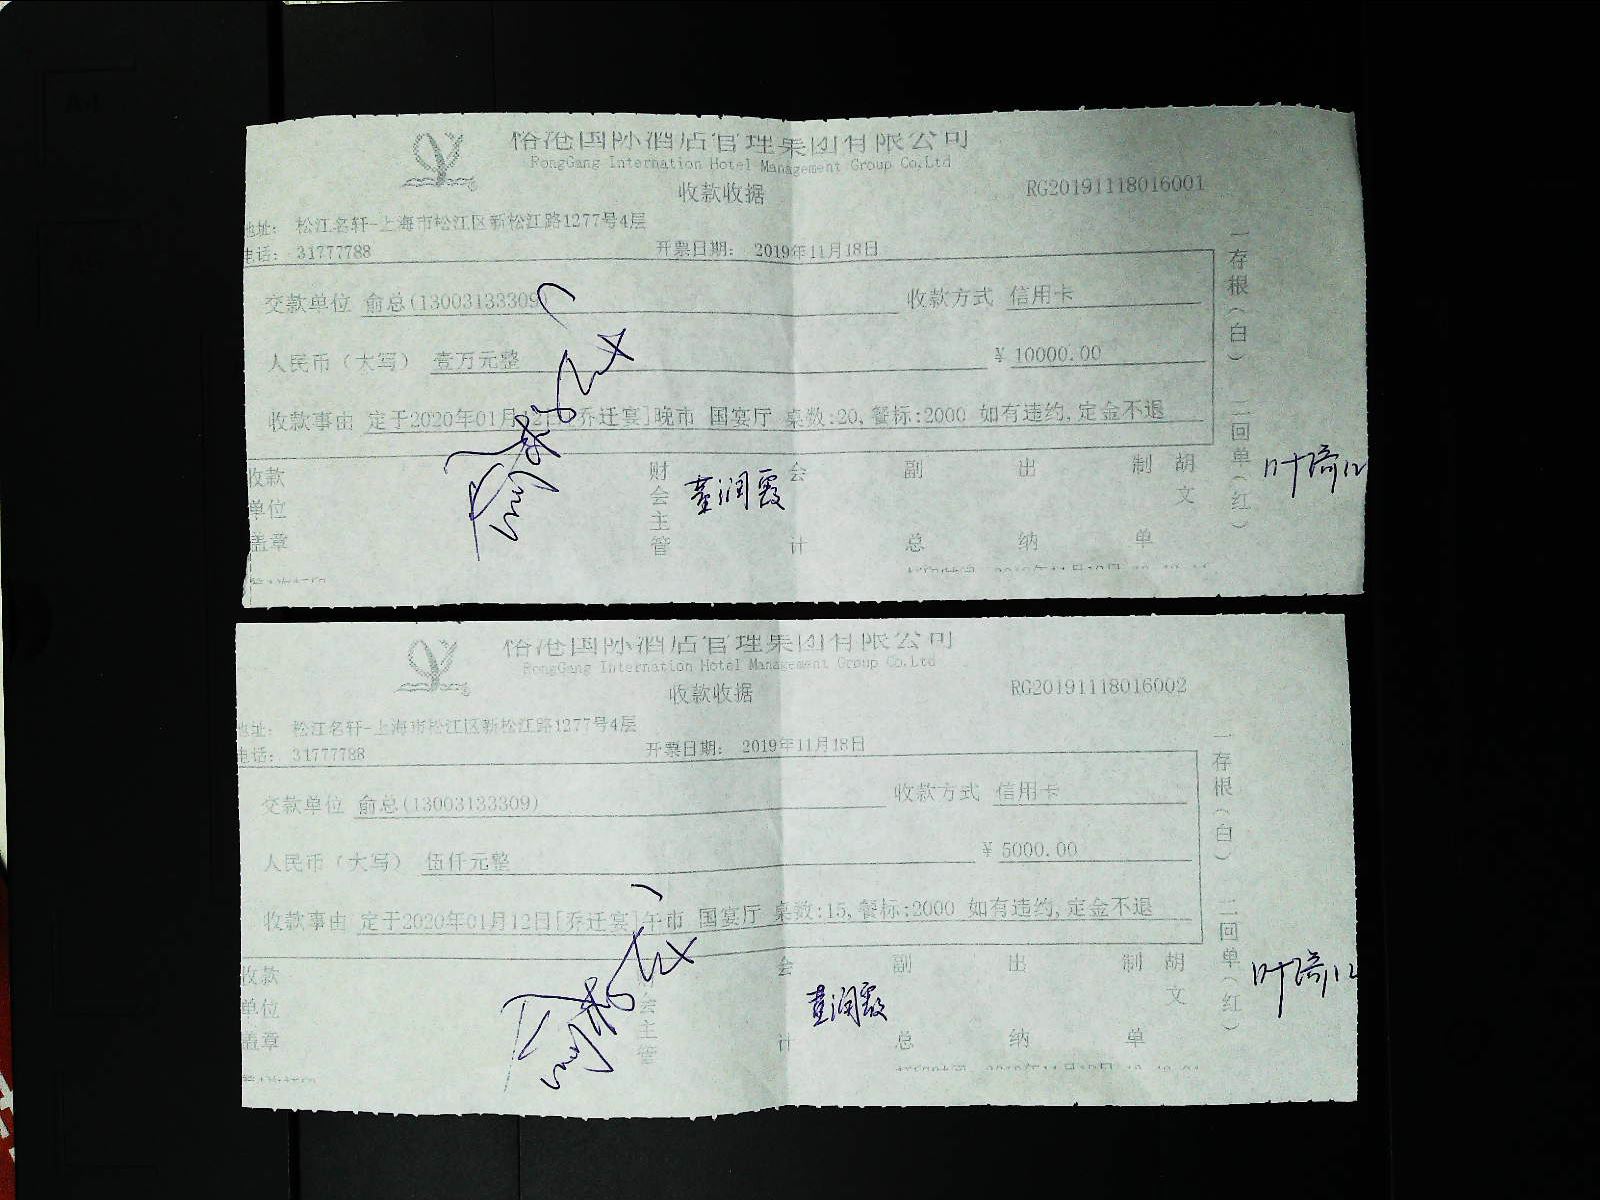 国际酒店管理集团有限公司
RongGang Internation Hotel Management Group Co,Ltd
收款收据
RG20191118016001
地址： 松江名轩-上海市松江区新松江路1277号4层
电话： 31777788
开票日期： 2019年11月18日
交款单位 俞总(13003133309)
收款方式 信用卡
人民币（大写） 壹万元整
￥ 10000.00
收款事由 定于2020年01月12日[乔迁宴]晚市 国宴厅 桌数:20,餐标:2000 如有违约,定金不退
一存根（白） 二回单（红）
收款单位盖章
财会主管
董润霞
会计
副总
出纳
制单
胡文
国际酒店管理集团有限公司
RongGang Internation Hotel Management Group Co,Ltd
收款收据
RG20191118016002
地址： 松江名轩-上海市松江区新松江路1277号4层
电话： 31777788
开票日期： 2019年11月18日
交款单位 俞总(13003133309)
收款方式 信用卡
人民币（大写） 伍仟元整
￥ 5000.00
收款事由 定于2020年01月12日[乔迁宴]午市 国宴厅 桌数:15,餐标:2000 如有违约,定金不退
一存根（白） 二回单（红）
收款单位盖章
会主管
会计
董润霞
副总
出纳
制单
胡文